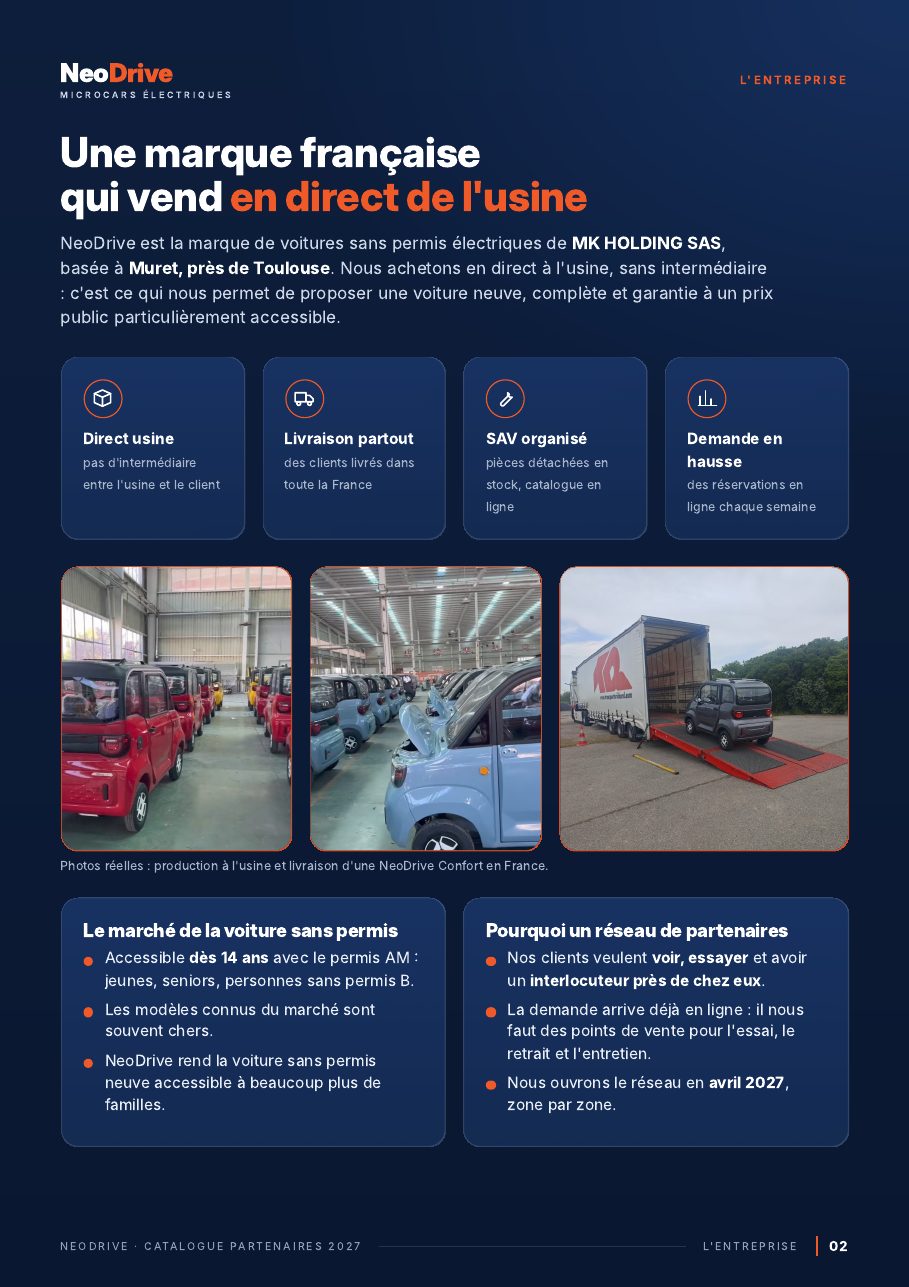 NeoDrive
MICROCARS ÉLECTRIQUES
L'ENTREPRISE
Une marque française
qui vend en direct de l'usine
NeoDrive est la marque de voitures sans permis électriques de MK HOLDING SAS,
basée à Muret, près de Toulouse. Nous achetons en direct à l'usine, sans intermédiaire
: c'est ce qui nous permet de proposer une voiture neuve, complète et garantie à un prix
public particulièrement accessible.
Direct usine
pas d'intermédiaire
entre l'usine et le client
Livraison partout
des clients livrés dans
toute la France
SAV organisé
pièces détachées en
stock, catalogue en
ligne
Demande en
hausse
des réservations en
ligne chaque semaine
Photos réelles : production à l'usine et livraison d'une NeoDrive Confort en France.
Le marché de la voiture sans permis
Accessible dès 14 ans avec le permis AM :
jeunes, seniors, personnes sans permis B.
Les modèles connus du marché sont
souvent chers.
NeoDrive rend la voiture sans permis
neuve accessible à beaucoup plus de
familles.
Pourquoi un réseau de partenaires
Nos clients veulent voir, essayer et avoir
un interlocuteur près de chez eux.
La demande arrive déjà en ligne : il nous
faut des points de vente pour l'essai, le
retrait et l'entretien.
Nous ouvrons le réseau en avril 2027,
zone par zone.
NEODRIVE · CATALOGUE PARTENAIRES 2027
L'ENTREPRISE
02